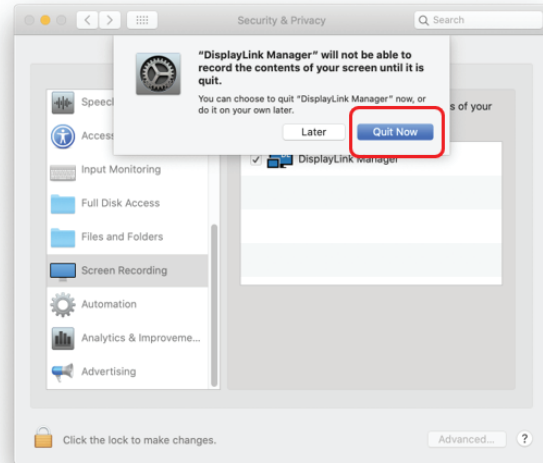 Security & Privacy
Search
“DisplayLink Manager” will not be able to
record the contents of your screen until it is
quit.
You can choose to quit “DisplayLink Manager” now, or
do it on your own later.
Later
Quit Now
Speec
s of your
Access
DisplayLink Manager
Input Monitoring
Full Disk Access
Files and Folders
Screen Recording
Automation
Analytics & Improveme...
Advertising
Click the lock to make changes.
Advanced...
?